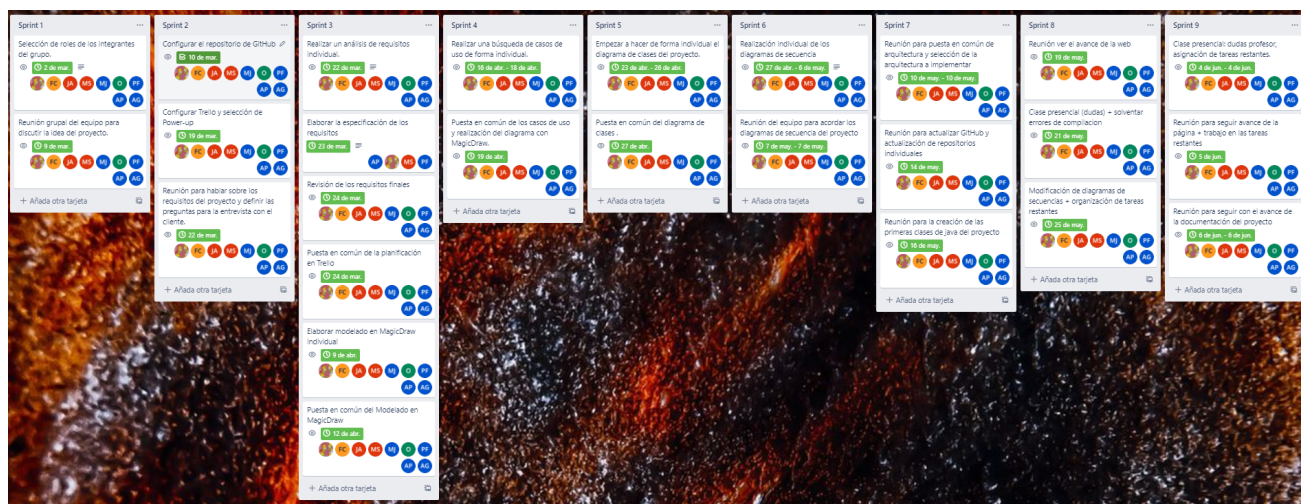 Sprint 1
Selección de roles de los integrantes
del grupo.
2 de mar.
FC JA MS MJ O PF
AP AG
Reunión grupal del equipo para
discutir la idea del proyecto.
9 de mar.
FC JA MS MJ O PF
AP AG
+ Añada otra tarjeta
Sprint 2
Configurar el repositorio de GitHub
10 de mar.
FC JA MS MJ O PF
AP AG
Configurar Trello y selección de
Power-up
19 de mar.
FC JA MS MJ O PF
AP AG
Reunión para hablar sobre los
requisitos del proyecto y definir las
preguntas para la entrevista con el
cliente.
22 de mar.
FC JA MS MJ O PF
AP AG
+ Añada otra tarjeta
Sprint 3
Realizar un análisis de requisitos
individual.
22 de mar.
FC JA MS MJ O PF
AP AG
Elaborar la especificación de los
requisitos
23 de mar.
AP MS PF
Revisión de los requisitos finales
24 de mar.
FC JA MS MJ O PF
AP AG
Puesta en común de la planificación
en Trello
24 de mar.
FC JA MS MJ O PF
AP AG
Elaborar modelado en MagicDraw
individual
9 de abr.
FC JA MS MJ O PF
AP AG
Puesta en común del Modelado en
MagicDraw
12 de abr.
FC JA MS MJ O PF
AP AG
+ Añada otra tarjeta
Sprint 4
Realizar una búsqueda de casos de
uso de forma individual.
16 de abr. - 18 de abr.
FC JA MS MJ O PF
AP AG
Puesta en común de los casos de uso
y realización del diagrama con
MagicDraw.
19 de abr.
FC JA MS MJ O PF
AP AG
+ Añada otra tarjeta
Sprint 5
Empezar a hacer de forma individual el
diagrama de clases del proyecto.
23 de abr. - 26 de abr.
FC JA MS MJ O PF
AP AG
Puesta en común del diagrama de
clases .
27 de abr.
FC JA MS MJ O PF
AP AG
+ Añada otra tarjeta
Sprint 6
Realización individual de los
diagramas de secuencia
27 de abr. - 6 de may.
FC JA MS MJ O PF
AP AG
Reunión del equipo para acordar los
diagramas de secuencia del proyecto
7 de may. - 7 de may.
FC JA MS MJ O PF
AP AG
+ Añada otra tarjeta
Sprint 7
Reunión para puesta en común de
arquitectura y selección de la
arquitectura a implementar
10 de may. - 10 de may.
FC JA MS MJ O PF
AP AG
Reunión para actualizar GitHub y
actualización de repositorios
individuales
14 de may.
FC JA MS MJ O PF
AP AG
Reunión para la creación de las
primeras clases de java del proyecto
16 de may.
FC JA MS MJ O PF
AP AG
+ Añada otra tarjeta
Sprint 8
Reunión ver el avance de la web
19 de may.
FC JA MS MJ O PF
AP AG
Clase presencial (dudas) + solventar
errores de compilacion
21 de may.
FC JA MS MJ O PF
AP AG
Modificación de diagramas de
secuencias + organización de tareas
restantes
25 de may.
FC JA MS MJ O PF
AP AG
+ Añada otra tarjeta
Sprint 9
Clase presencial: dudas profesor,
asignación de tareas restantes.
4 de jun. - 4 de jun.
FC JA MS MJ O PF
AP AG
Reunión para seguir avance de la
página + trabajo en las tareas
restantes
5 de jun.
FC JA MS MJ O PF
AP AG
Reunión para seguir con el avance de
la documentación del proyecto
6 de jun. - 6 de jun.
FC JA MS MJ O PF
AP AG
+ Añada otra tarjeta